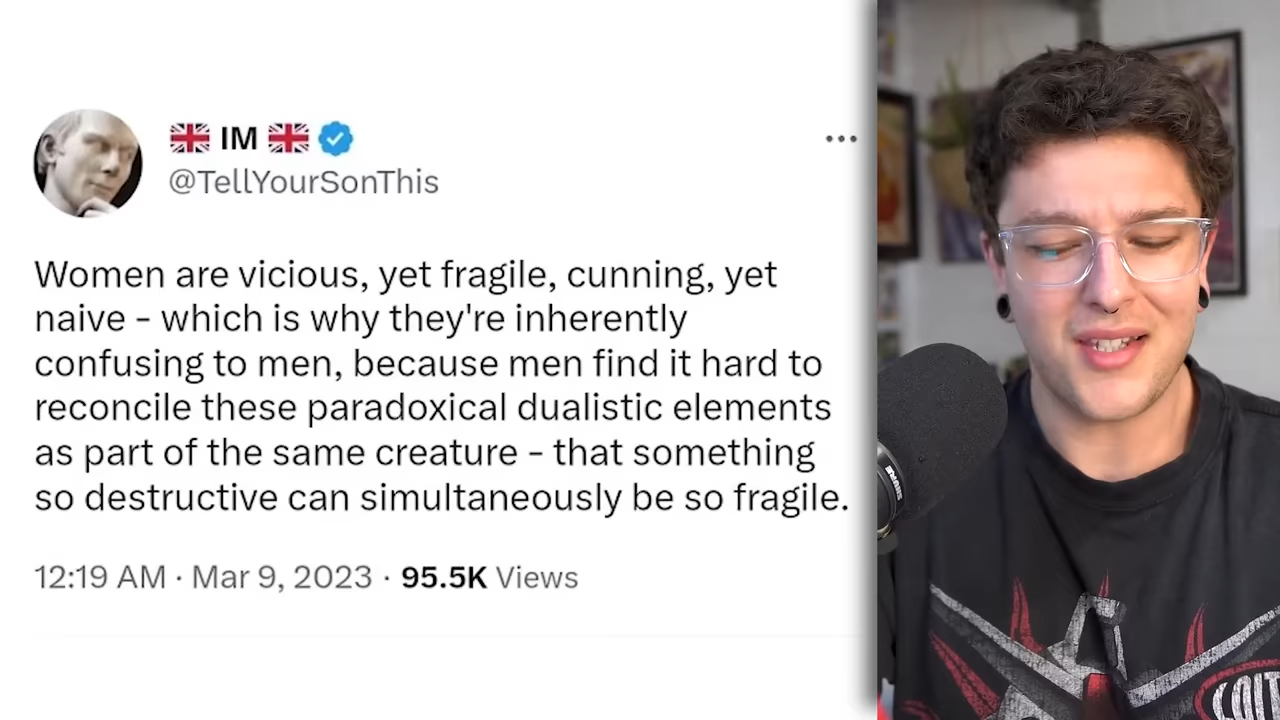 🇬🇧 IM 🇬🇧
@TellYourSonThis
Women are vicious, yet fragile, cunning, yet
naive - which is why they're inherently
confusing to men, because men find it hard to
reconcile these paradoxical dualistic elements
as part of the same creature - that something
so destructive can simultaneously be so fragile.
12:19 AM · Mar 9, 2023 · 95.5K Views
SHURE